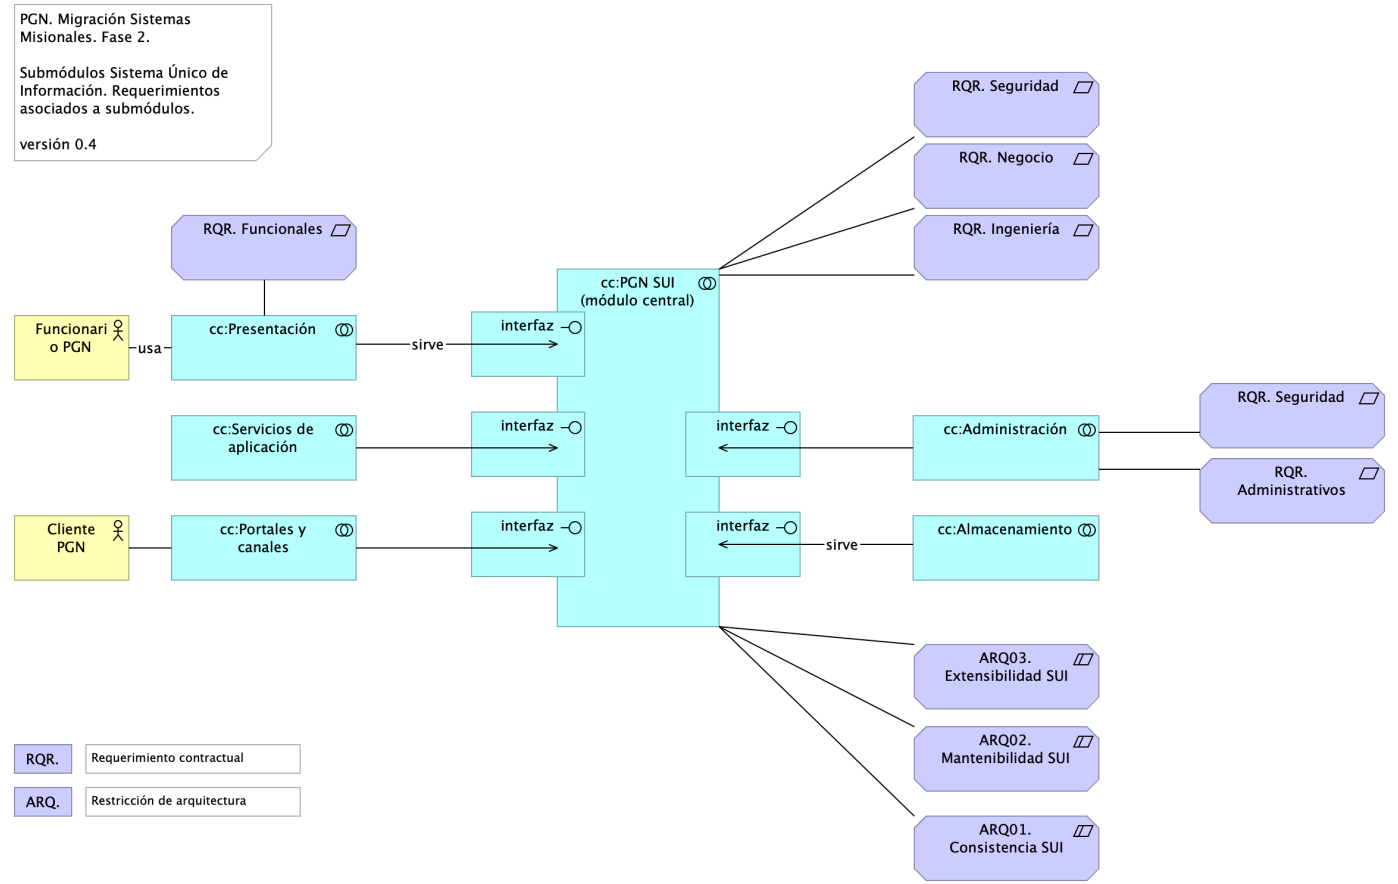 PGN. Migración Sistemas
Misionales. Fase 2.
Submódulos Sistema Único de
Información. Requerimientos
asociados a submódulos.
versión 0.4
RQR. Seguridad
RQR. Negocio
RQR. Ingeniería
RQR. Funcionales
cc:PGN SUI
(módulo central)
Funcionari
o PGN
usa
cc:Presentación
sirve
interfaz
cc:Servicios de
aplicación
interfaz
interfaz
cc:Administración
RQR. Seguridad
RQR.
Administrativos
Cliente
PGN
cc:Portales y
canales
interfaz
interfaz
sirve
cc:Almacenamiento
ARQ03.
Extensibilidad SUI
ARQ02.
Mantenibilidad SUI
ARQ01.
Consistencia SUI
RQR.
Requerimiento contractual
ARQ.
Restricción de arquitectura